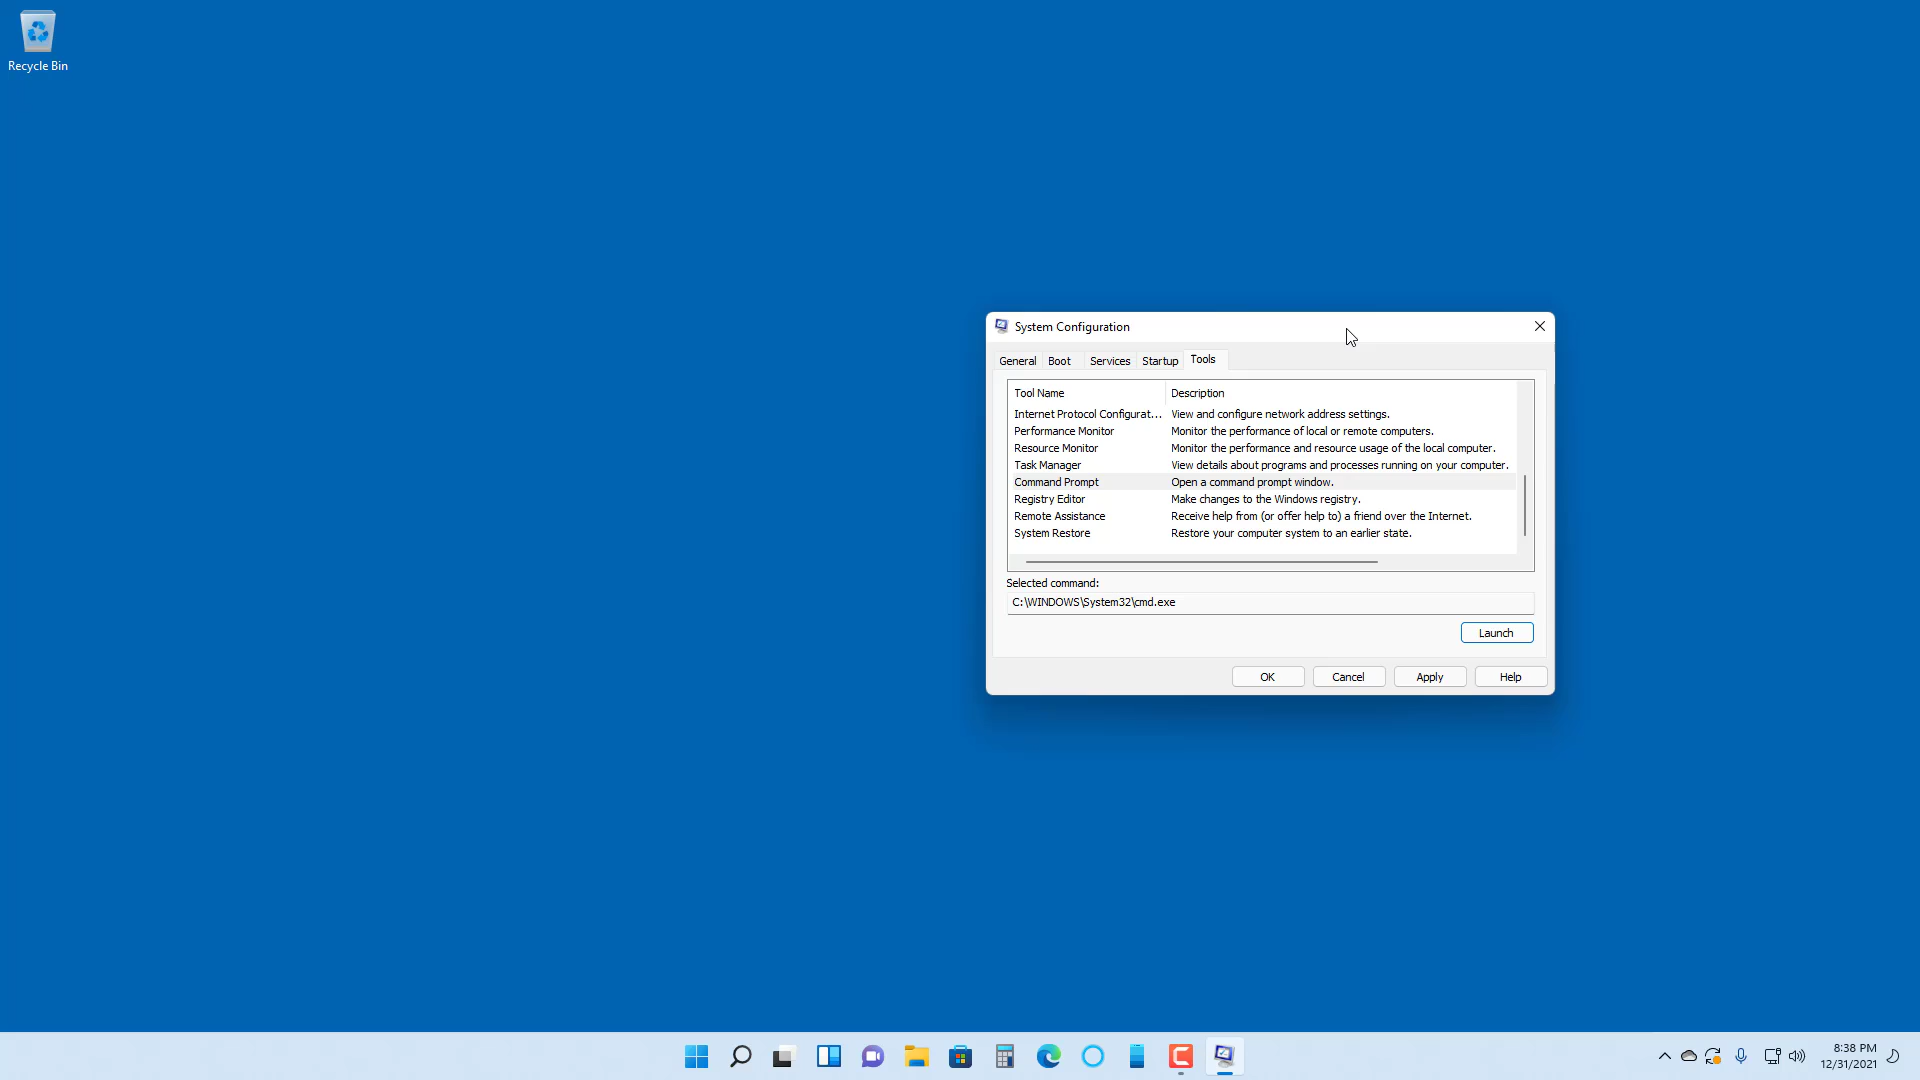 Recycle Bin
System Configuration
General Boot Services Startup Tools
Tool Name Description
Internet Protocol Configurat... View and configure network address settings.
Performance Monitor Monitor the performance of local or remote computers.
Resource Monitor Monitor the performance and resource usage of the local computer.
Task Manager View details about programs and processes running on your computer.
Command Prompt Open a command prompt window.
Registry Editor Make changes to the Windows registry.
Remote Assistance Receive help from (or offer help to) a friend over the Internet.
System Restore Restore your computer system to an earlier state.
Selected command:
C:\WINDOWS\System32\cmd.exe
Launch
OK Cancel Apply Help
8:38 PM
12/31/2021